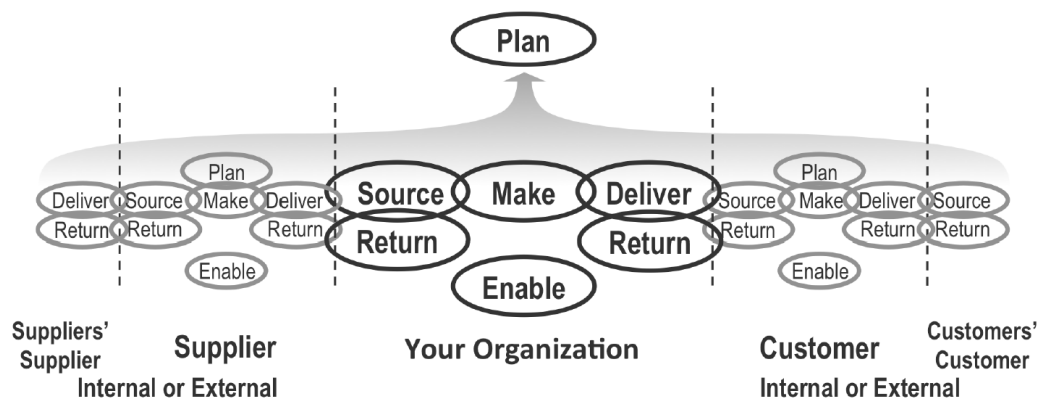 Plan
Plan
Plan
Deliver Source Make Deliver Source Make Deliver Source Make Deliver Source
Return Return Return Return Return Return Return Return
Enable Enable Enable
Suppliers' Supplier Your Organization Customer Customers'
Supplier Customer
Internal or External Internal or External